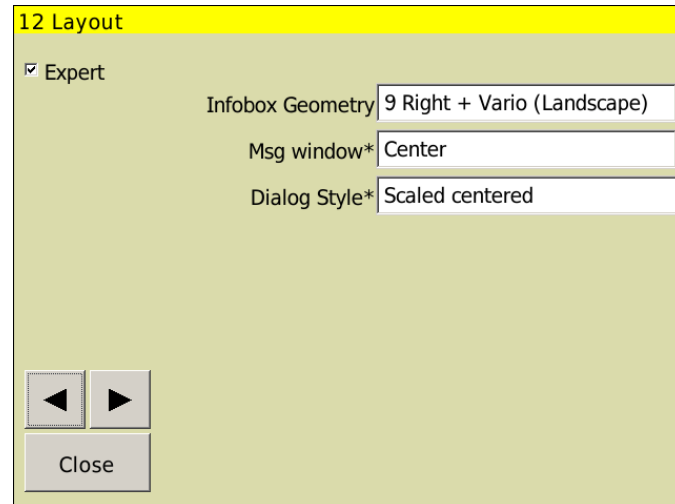 12 Layout
Expert
Infobox Geometry 9 Right + Vario (Landscape)
Msg window* Center
Dialog Style* Scaled centered
Close